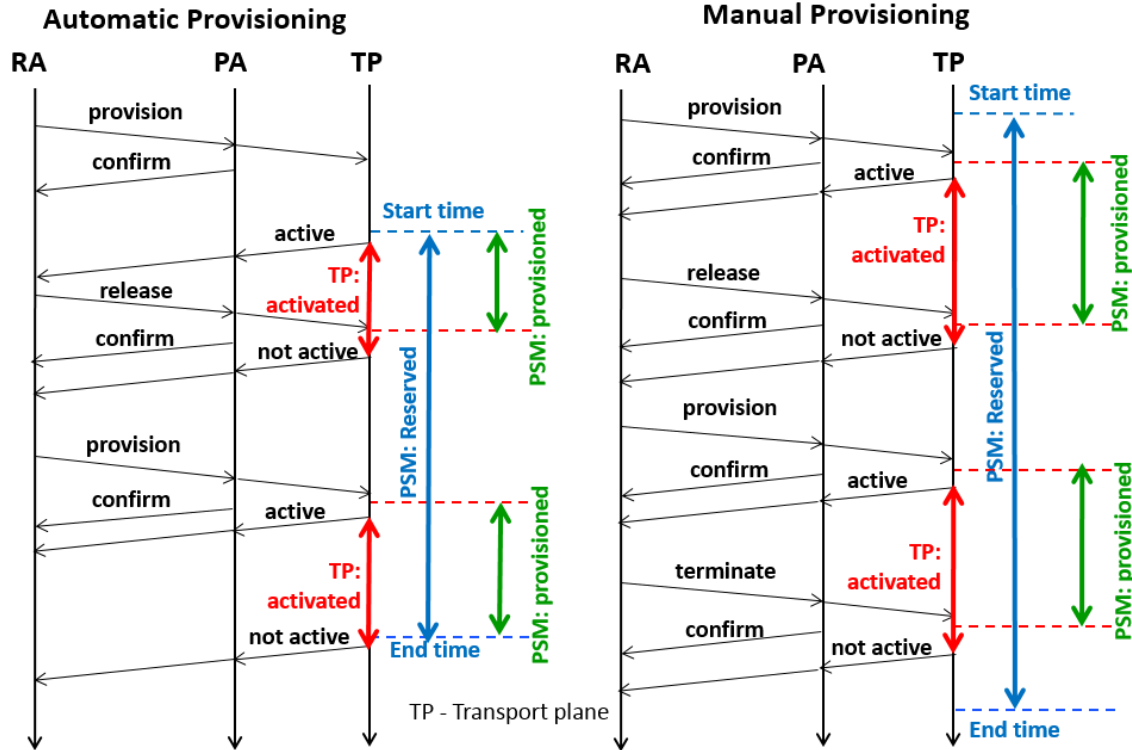 Automatic Provisioning
RA
PA
TP
provision
confirm
Start time
active
TP:
activated
PSM: provisioned
release
confirm
not active
PSM: Reserved
provision
confirm
active
TP:
activated
PSM: provisioned
not active
End time
TP - Transport plane
Manual Provisioning
RA
PA
TP
Start time
provision
confirm
active
TP:
activated
PSM: provisioned
release
confirm
not active
PSM: Reserved
provision
confirm
active
TP:
activated
PSM: provisioned
terminate
confirm
not active
End time